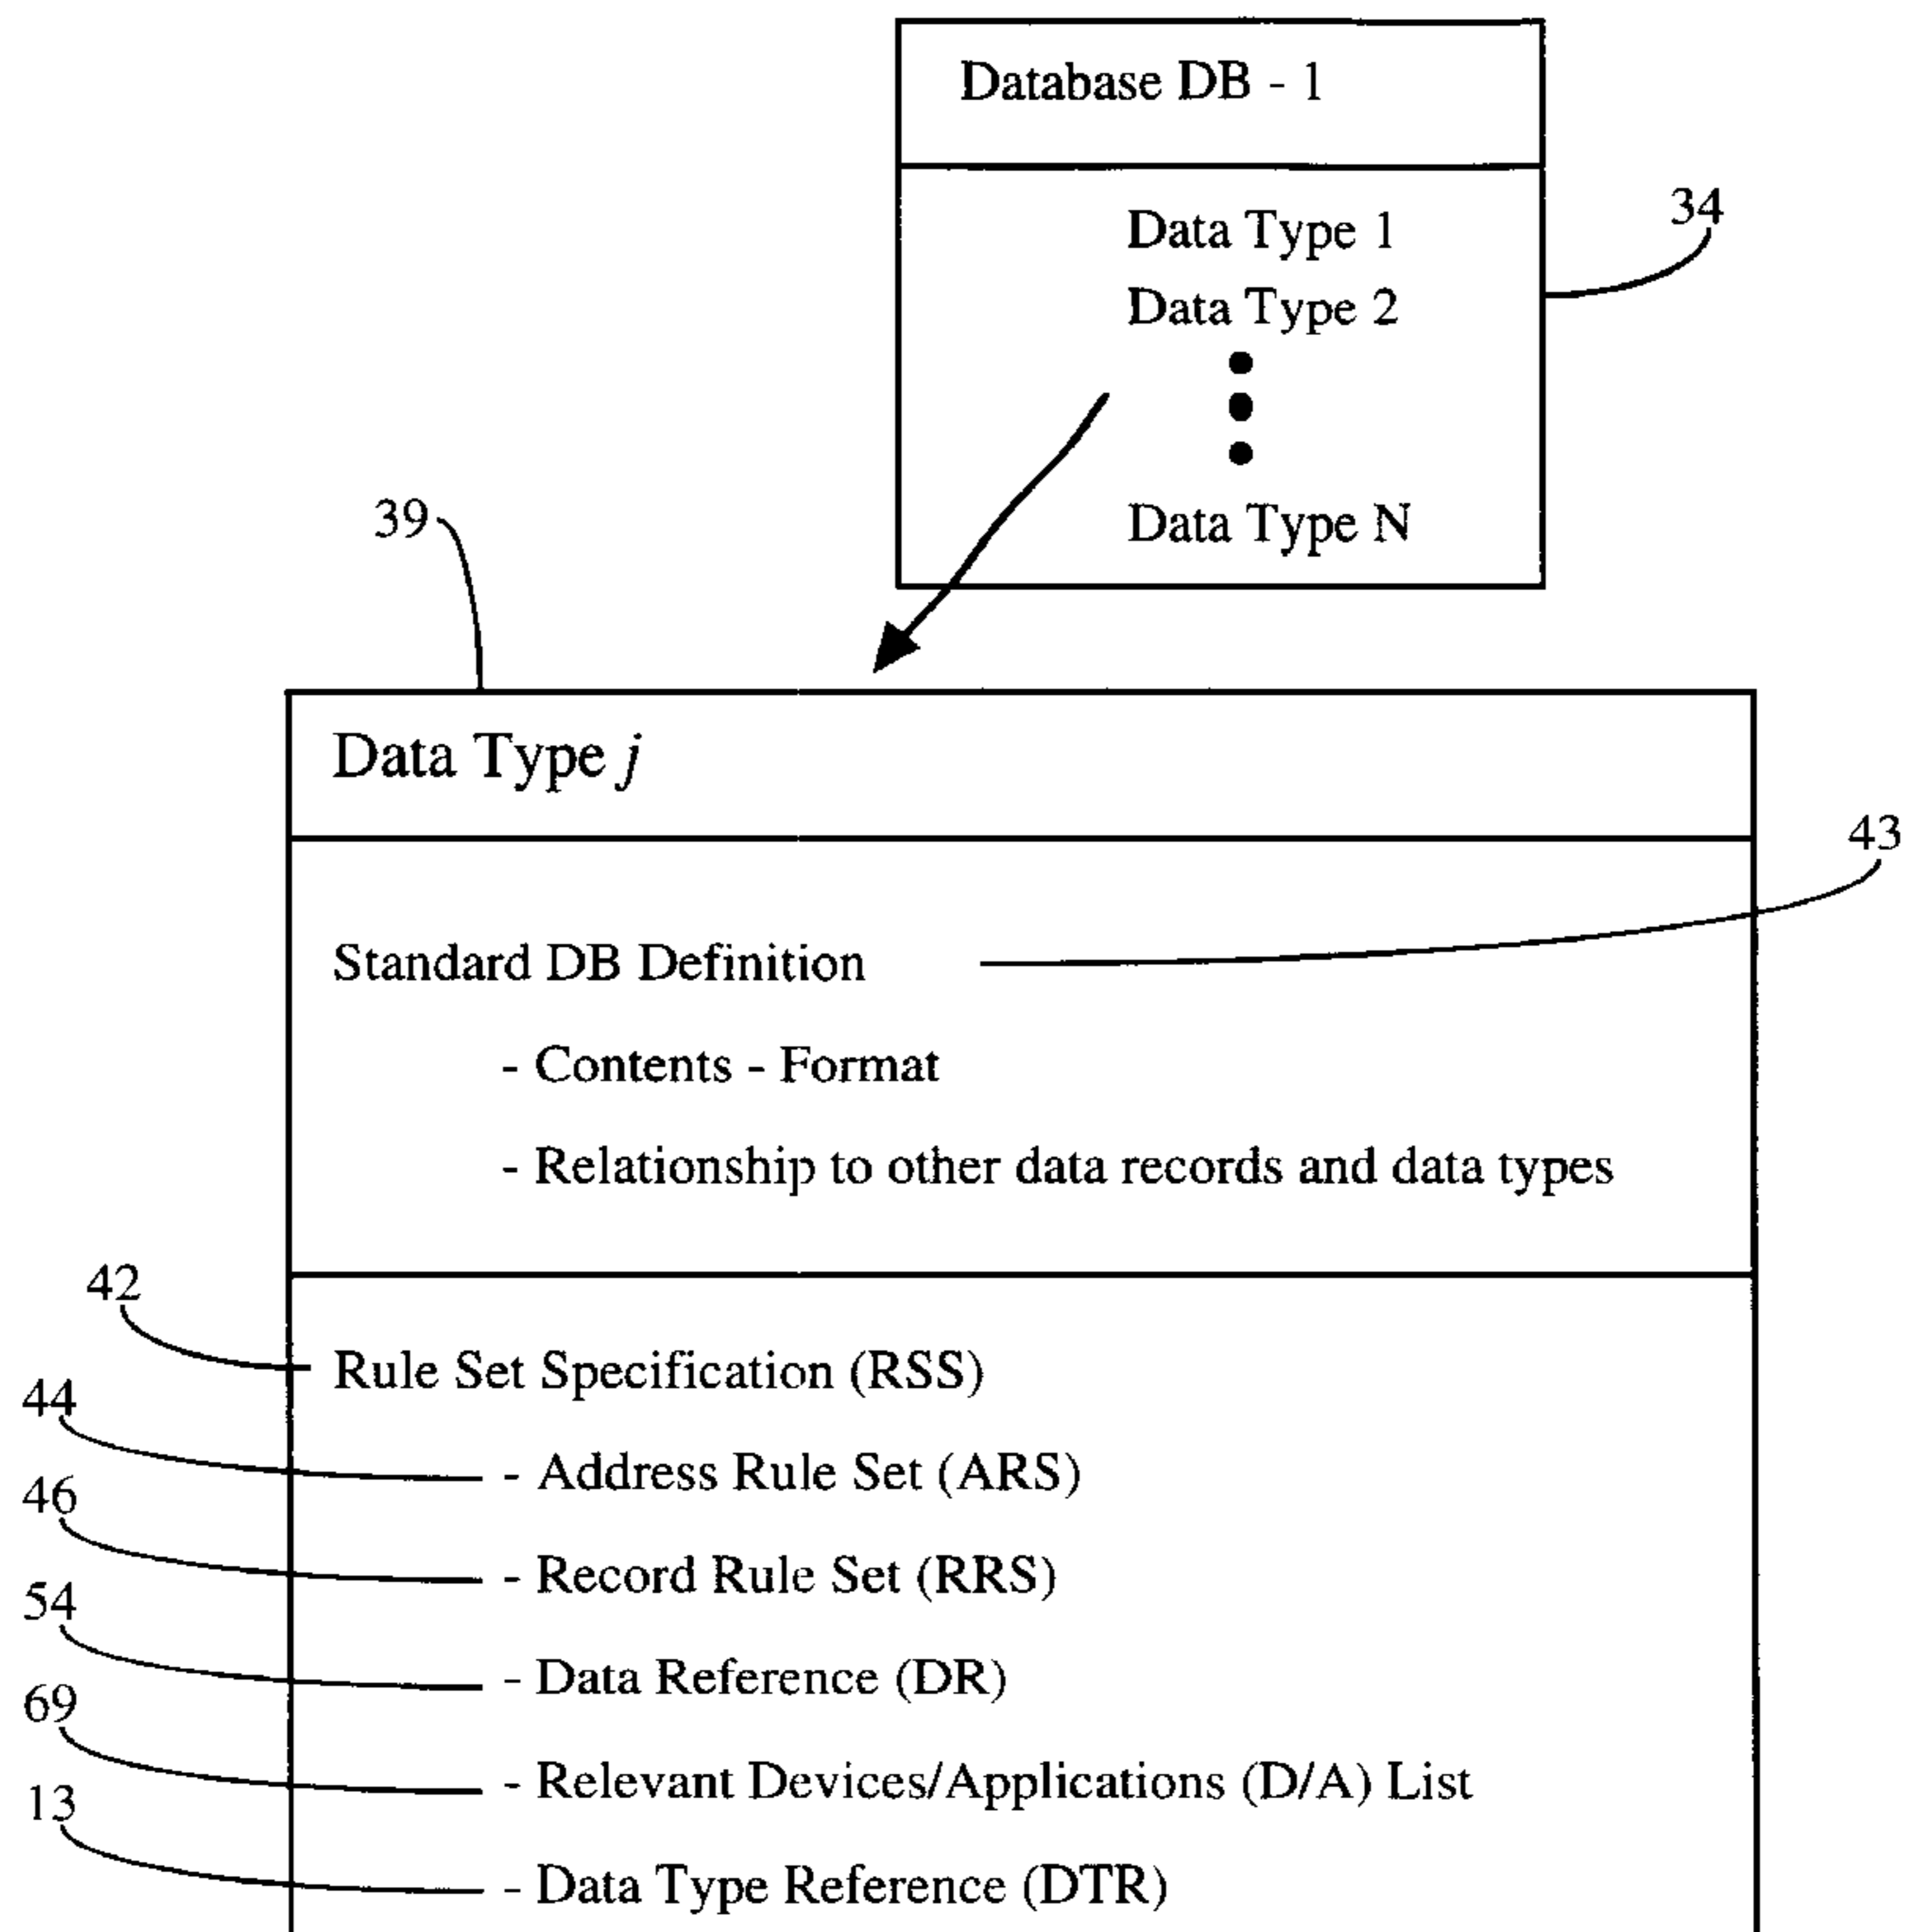 Database DB - 1
34
Data Type 1
Data Type 2
Data Type N
39
Data Type j
43
Standard DB Definition
- Contents - Format
- Relationship to other data records and data types
42
Rule Set Specification (RSS)
44
- Address Rule Set (ARS)
46
- Record Rule Set (RRS)
54
- Data Reference (DR)
69
- Relevant Devices/Applications (D/A) List
13
- Data Type Reference (DTR)